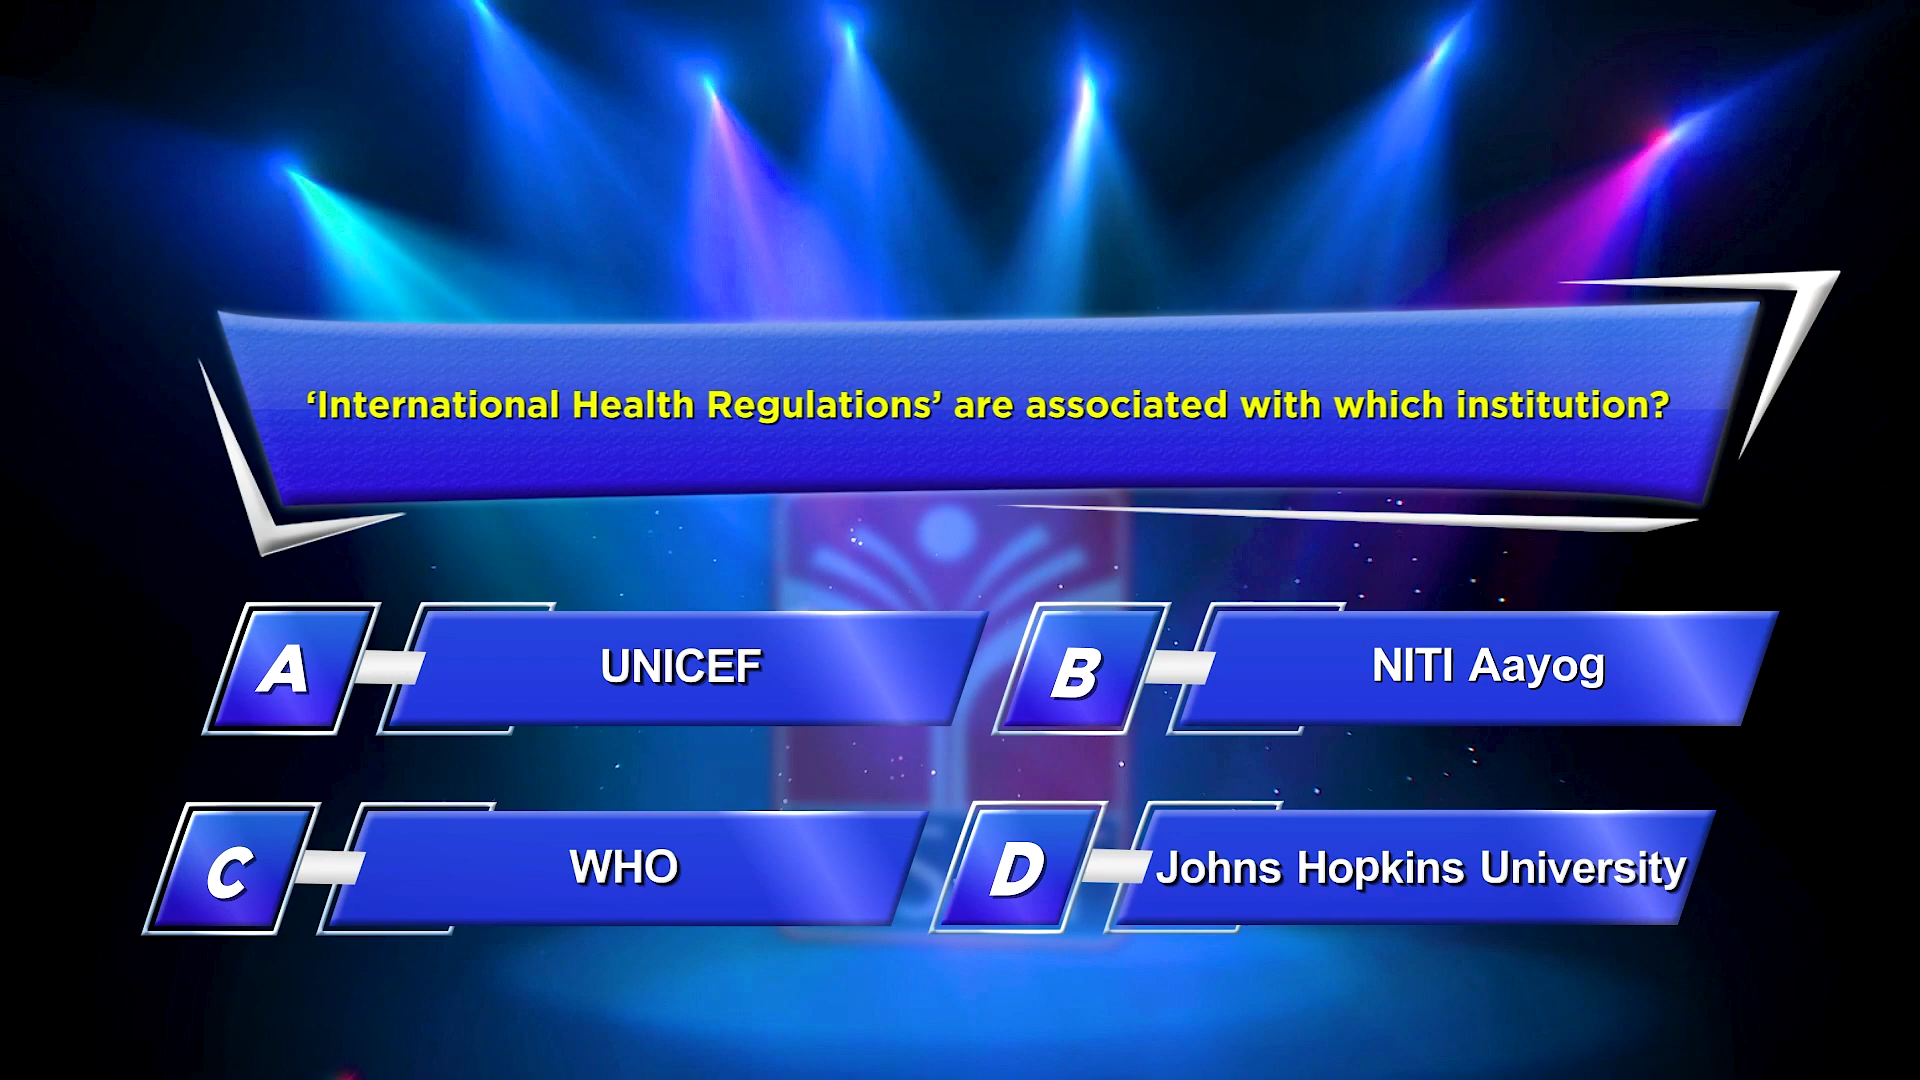 ‘International Health Regulations’ are associated with which institution?
A
UNICEF
B
NITI Aayog
C
WHO
D
Johns Hopkins University